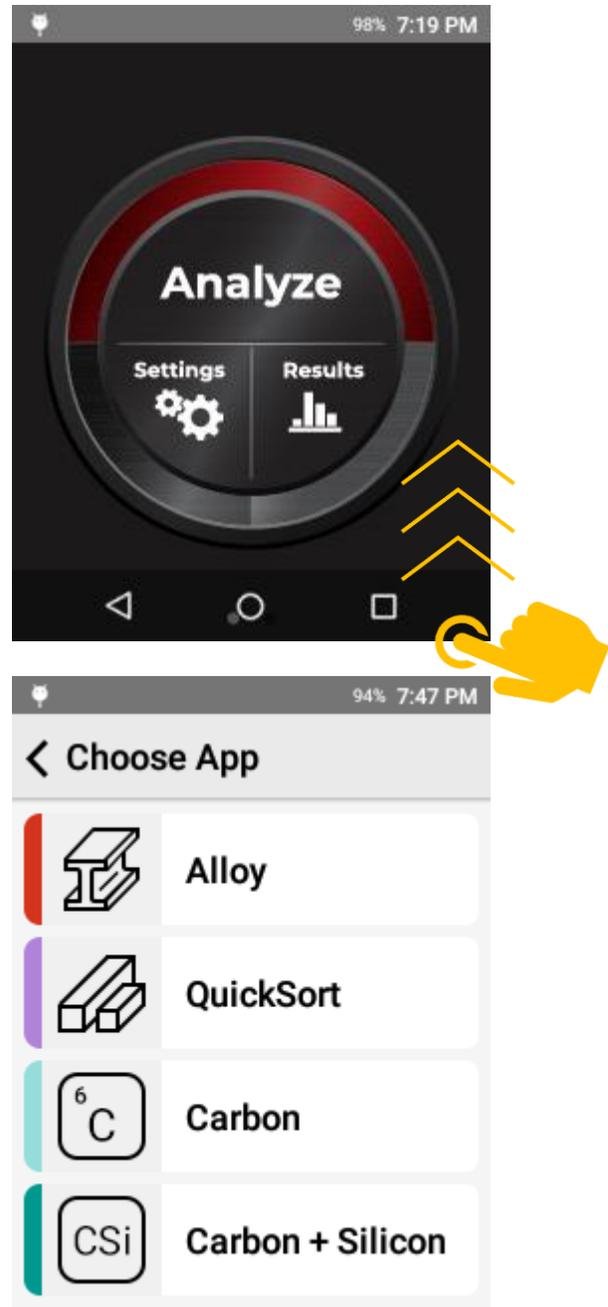 98% 7:19 PM
Analyze
Settings Results
94% 7:47 PM
Choose App
Alloy
QuickSort
6
C
Carbon
CSi
Carbon + Silicon